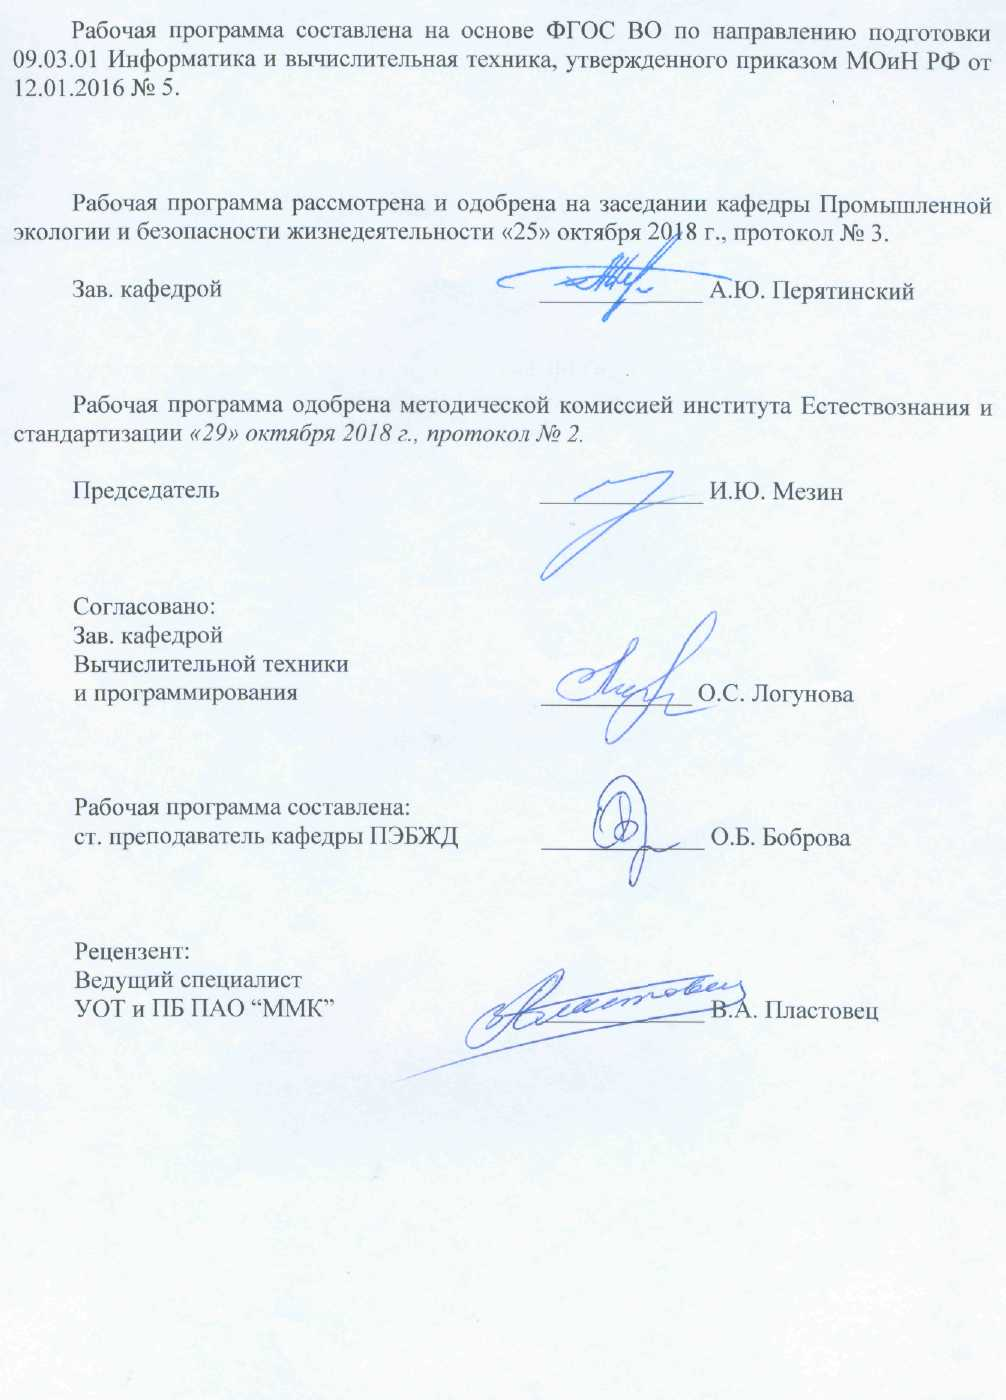 Рабочая программа составлена на основе ФГОС ВО по направлению подготовки
09.03.01 Информатика и вычислительная техника, утвержденного приказом МОиН РФ от
12.01.2016 № 5.
Рабочая программа рассмотрена и одобрена на заседании кафедры Промышленной
экологии и безопасности жизнедеятельности «25» октября 2018 г., протокол № 3.
Зав. кафедрой А.Ю. Перятинский
Рабочая программа одобрена методической комиссией института Естествознания и
стандартизации «29» октября 2018 г., протокол № 2.
Председатель И.Ю. Мезин
Согласовано:
Зав. кафедрой
Вычислительной техники
и программирования О.С. Логунова
Рабочая программа составлена:
ст. преподаватель кафедры ПЭБЖД О.Б. Боброва
Рецензент:
Ведущий специалист
УОТ и ПБ ПАО “ММК” В.А. Пластовец